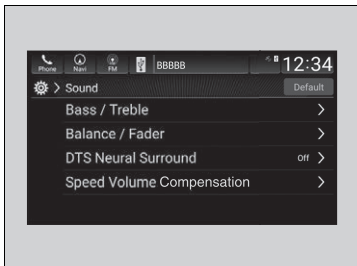 Phone Navi FM BBBBB 12:34
Sound Default
Bass / Treble
Balance / Fader
DTS Neural Surround off
Speed Volume Compensation